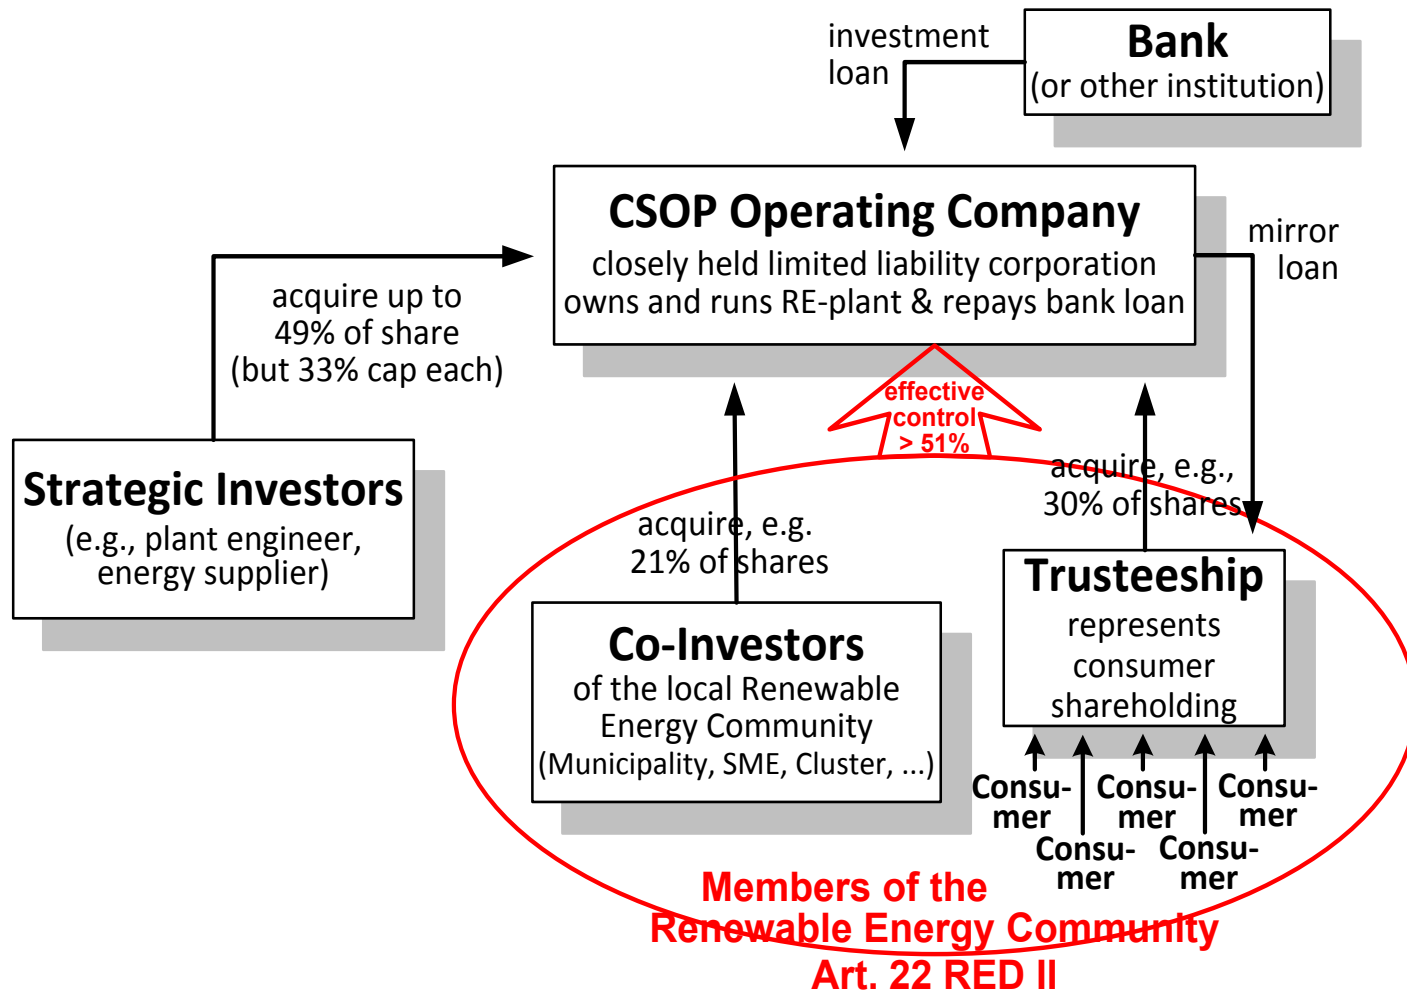 investment
loan
Bank
(or other institution)
CSOP Operating Company
closely held limited liability corporation
owns and runs RE-plant & repays bank loan
mirror
loan
acquire up to
49% of share
(but 33% cap each)
effective
control
> 51%
Strategic Investors
(e.g., plant engineer,
energy supplier)
acquire, e.g.
21% of shares
acquire, e.g.,
30% of shares
Co-Investors
of the local Renewable
Energy Community
(Municipality, SME, Cluster, ...)
Trusteeship
represents
consumer
shareholding
Consu-
mer
Consu-
mer
Consu-
mer
Consu-
mer
Consu-
mer
Members of the
Renewable Energy Community
Art. 22 RED II